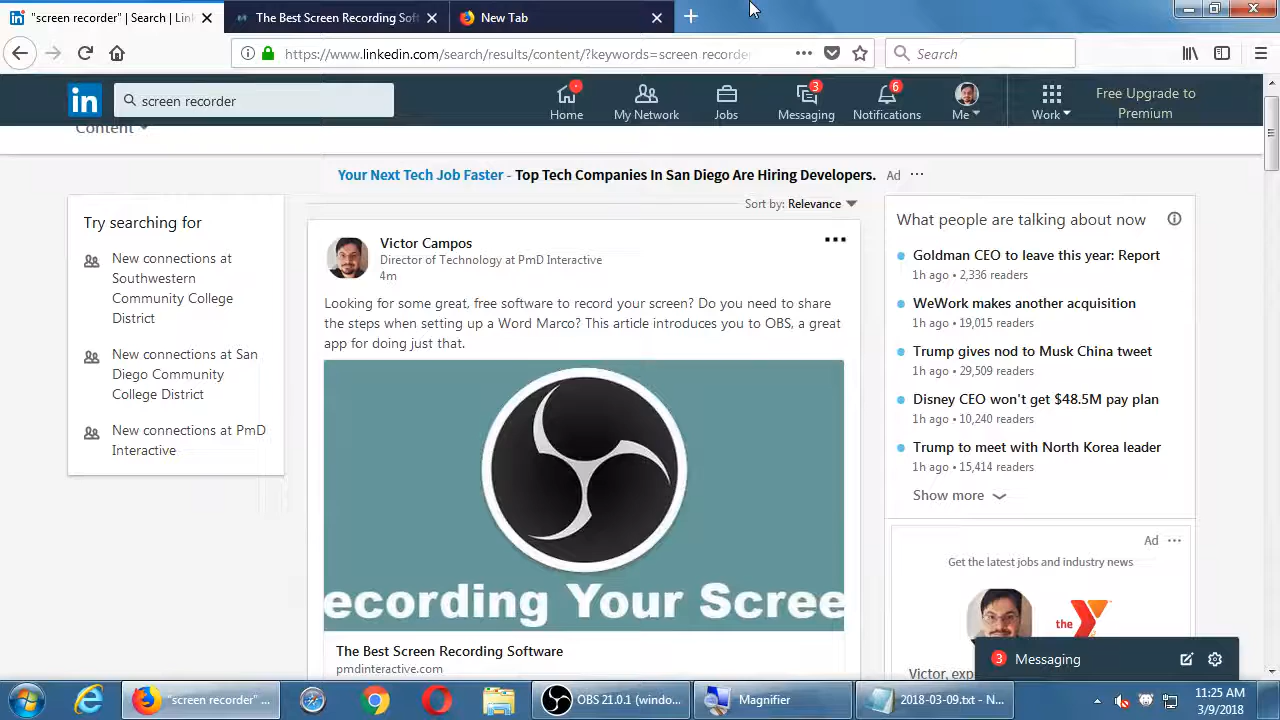 "screen recorder" | Search | Lin
The Best Screen Recording Soft
New Tab
https://www.linkedin.com/search/results/content/?keywords=screen recorde
Search
in
screen recorder
Home
My Network
Jobs
3
Messaging
6
Notifications
Me
Work
Free Upgrade to
Premium
Content
Your Next Tech Job Faster - Top Tech Companies In San Diego Are Hiring Developers. Ad
Sort by: Relevance
Try searching for
New connections at
Southwestern
Community College
District
New connections at San
Diego Community
College District
New connections at PmD
Interactive
Victor Campos
Director of Technology at PmD Interactive
4m
Looking for some great, free software to record your screen? Do you need to share
the steps when setting up a Word Marco? This article introduces you to OBS, a great
app for doing just that.
ecording Your Scree
The Best Screen Recording Software
pmdinteractive.com
What people are talking about now
Goldman CEO to leave this year: Report
1h ago • 2,336 readers
WeWork makes another acquisition
1h ago • 19,015 readers
Trump gives nod to Musk China tweet
1h ago • 29,509 readers
Disney CEO won't get $48.5M pay plan
1h ago • 10,240 readers
Trump to meet with North Korea leader
1h ago • 15,414 readers
Show more
Ad
Get the latest jobs and industry news
the Y
Victor, exp
3 Messaging
"screen recorder" ...
OBS 21.0.1 (windo...
Magnifier
2018-03-09.txt - N...
11:25 AM
3/9/2018